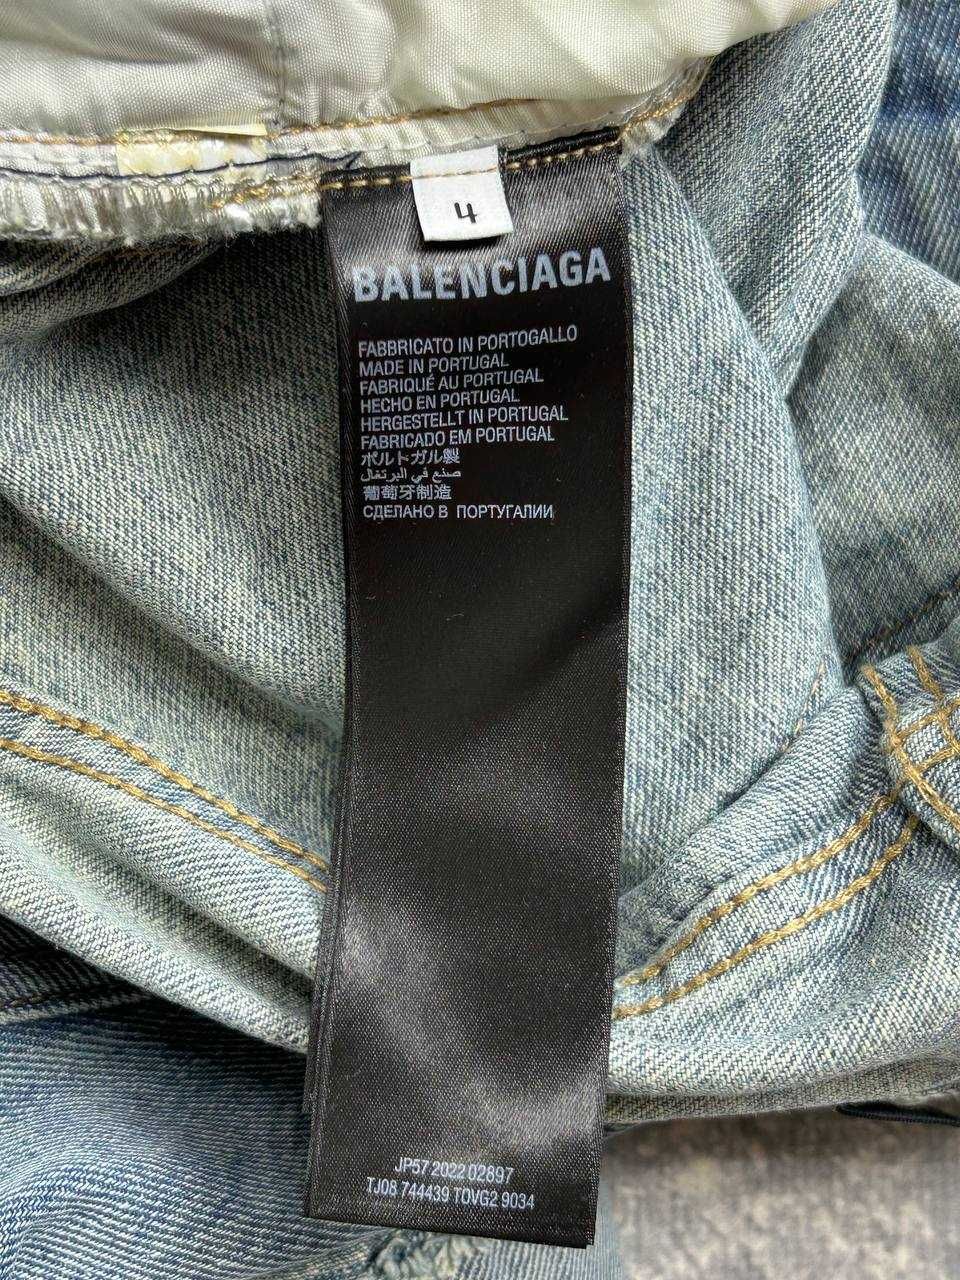 4
BALENCIAGA
FABBRICATO IN PORTOGALLO
MADE IN PORTUGAL
FABRIQUÉ AU PORTUGAL
HECHO EN PORTUGAL
HERGESTELLT IN PORTUGAL
FABRICADO EM PORTUGAL
ポルトガル製
صنع في البرتغال
葡萄牙制造
СДЕЛАНО В ПОРТУГАЛИИ
JP57 2022 02897
TJ08 744439 TOVG2 9034